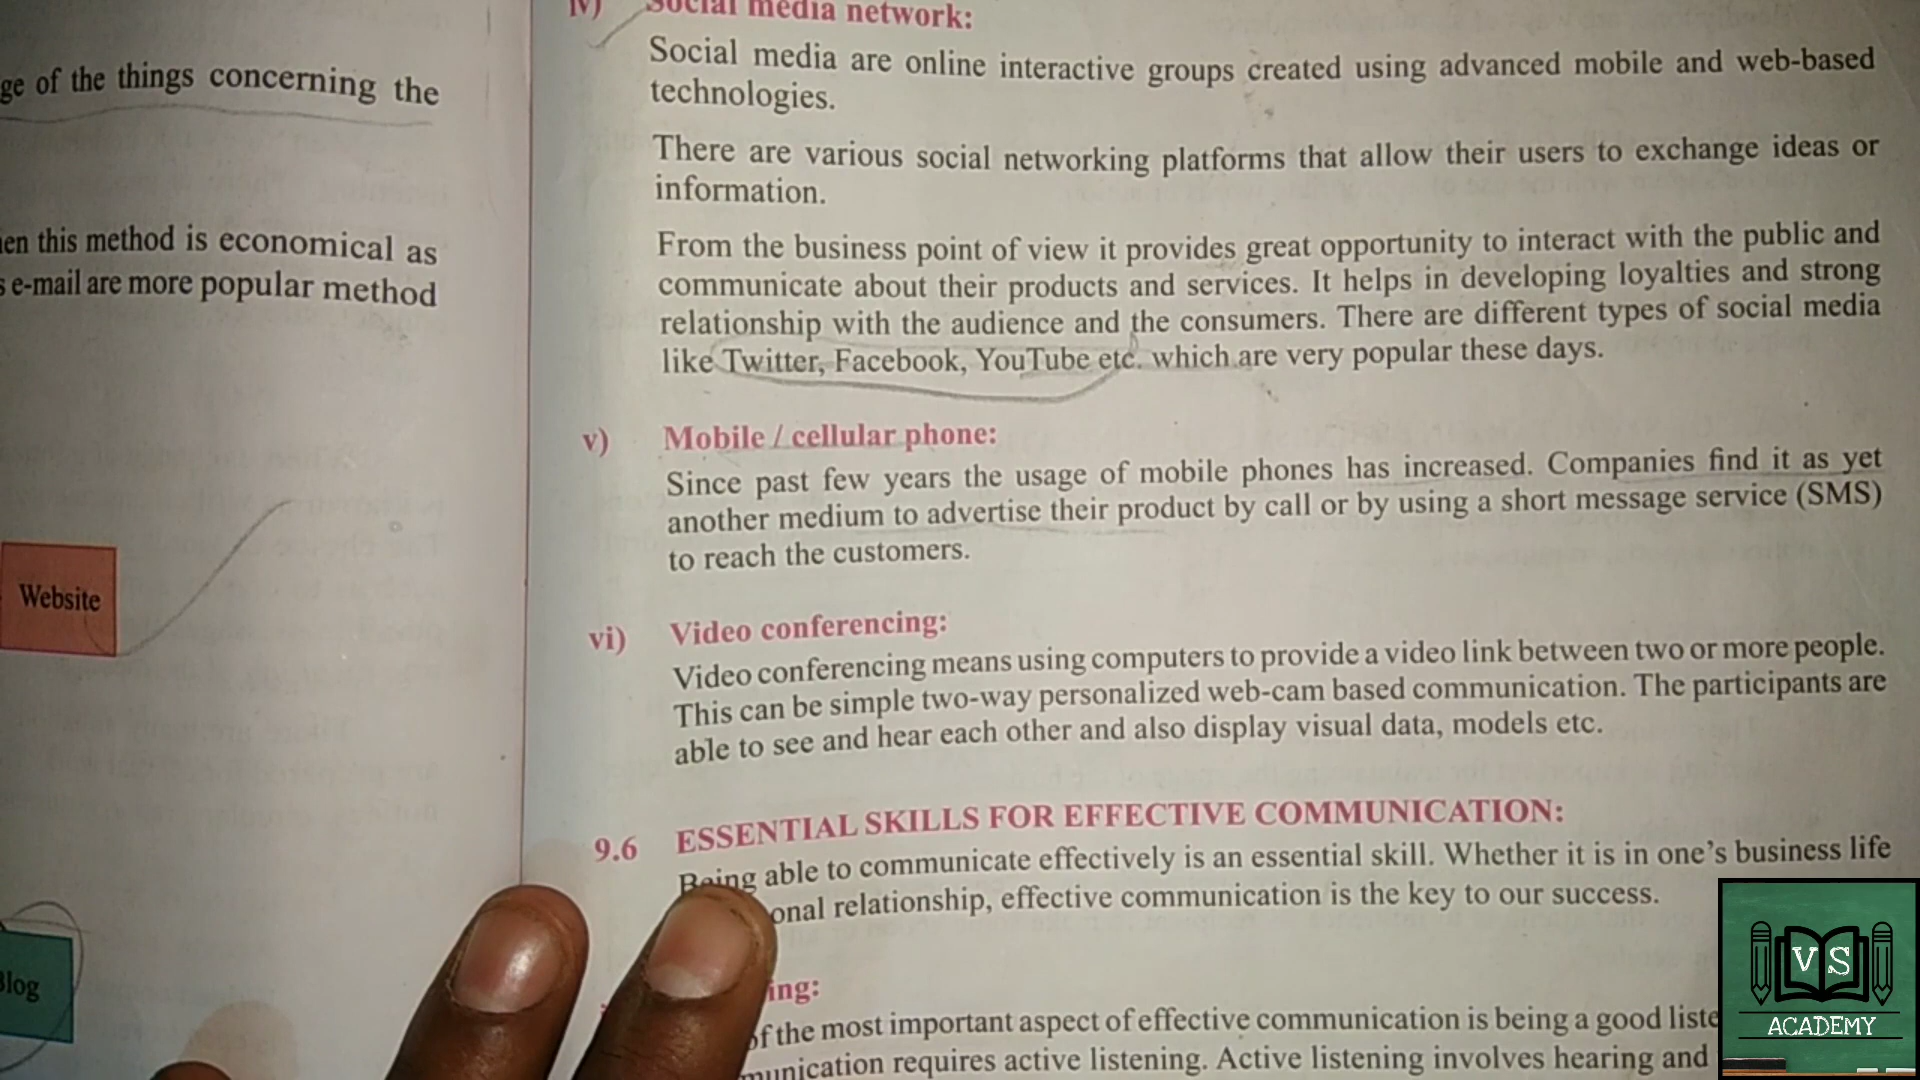 ge of the things concerning the
en this method is economical as
s e-mail are more popular method
Website
Blog
iv) Social media network:
Social media are online interactive groups created using advanced mobile and web-based
technologies.
There are various social networking platforms that allow their users to exchange ideas or
information.
From the business point of view it provides great opportunity to interact with the public and
communicate about their products and services. It helps in developing loyalties and strong
relationship with the audience and the consumers. There are different types of social media
like Twitter, Facebook, YouTube etc. which are very popular these days.
v) Mobile / cellular phone:
Since past few years the usage of mobile phones has increased. Companies find it as yet
another medium to advertise their product by call or by using a short message service (SMS)
to reach the customers.
vi) Video conferencing:
Video conferencing means using computers to provide a video link between two or more people.
This can be simple two-way personalized web-cam based communication. The participants are
able to see and hear each other and also display visual data, models etc.
9.6 ESSENTIAL SKILLS FOR EFFECTIVE COMMUNICATION:
Being able to communicate effectively is an essential skill. Whether it is in one's business life
onal relationship, effective communication is the key to our success.
ing:
of the most important aspect of effective communication is being a good liste
munication requires active listening. Active listening involves hearing and
VS
ACADEMY